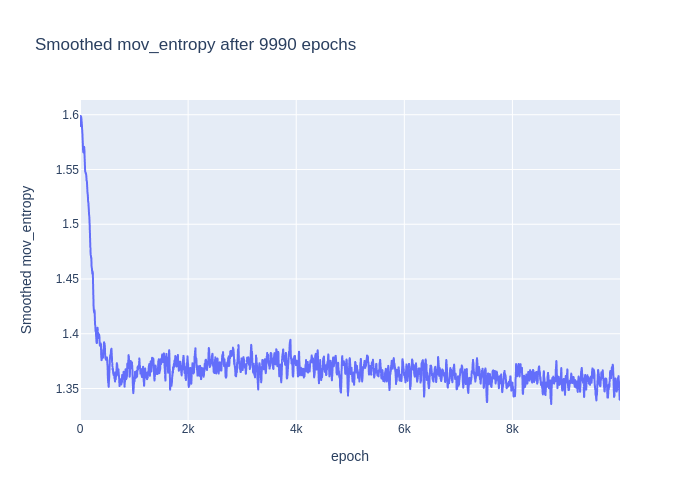 Smoothed mov_entropy after 9990 epochs
Smoothed mov_entropy
1.6
1.55
1.5
1.45
1.4
1.35
0
2k
4k
6k
8k
epoch